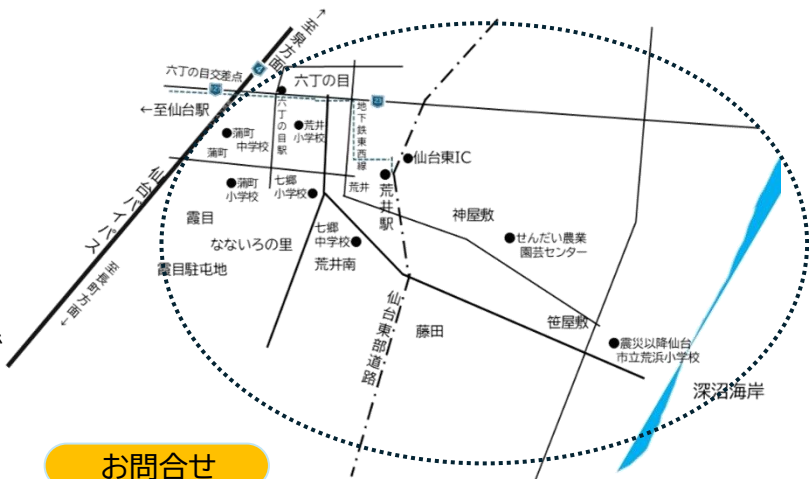 ↑至泉方面
六丁の目交差点
六丁の目
←至仙台駅
六丁の目駅
荒井
小学校
地下鉄東西線
蒲町
中学校
蒲町
仙台東IC
仙台バイパス
蒲町
小学校
七郷
小学校
荒井
荒井駅
霞目
神屋敷
七郷
中学校
なないろの里
せんだい農業
園芸センター
霞目駐屯地
荒井南
至長町方面↓
仙台東部道路
藤田
笹屋敷
震災以降仙台
市立荒浜小学校
深沼海岸
お問合せ